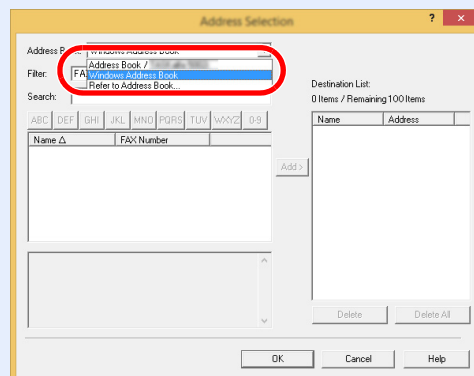 Address Selection
? x
Windows Address Book
Address Book /
Filter: FA Windows Address Book
Refer to Address Book...
Search:
Destination List:
0 Items / Remaining 100 Items
ABC DEF GHI JKL MNO PQRS TUV WXYZ 0-9
Name Address
Name FAX Number
Add >
Delete Delete All
OK Cancel Help